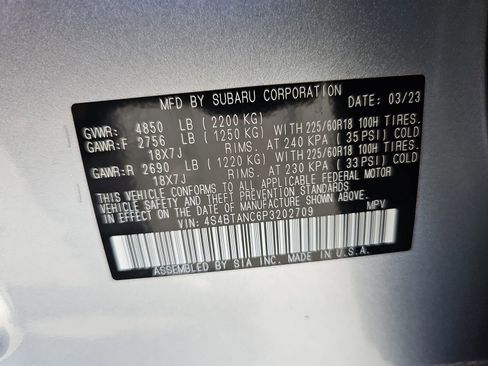 MFD BY SUBARU CORPORATION DATE: 03/23
GVWR: 4850 LB (2200 KG)
GAWR:F 2756 LB (1250 KG) WITH 225/60R18 100H TIRES.
18X7J RIMS. AT 240 KPA (35 PSI) COLD
GAWR:R 2690 LB (1220 KG) WITH 225/60R18 100H TIRES.
18X7J RIMS. AT 230 KPA (33 PSI) COLD
THIS VEHICLE CONFORMS TO ALL APPLICABLE FEDERAL MOTOR
VEHICLE SAFETY AND THEFT PREVENTION STANDARDS
IN EFFECT ON THE DATE OF MANUFACTURE SHOWN ABOVE.
VIN: 4S4BTANC6P3202709 MPV
ASSEMBLED BY SIA INC. MADE IN U.S.A.